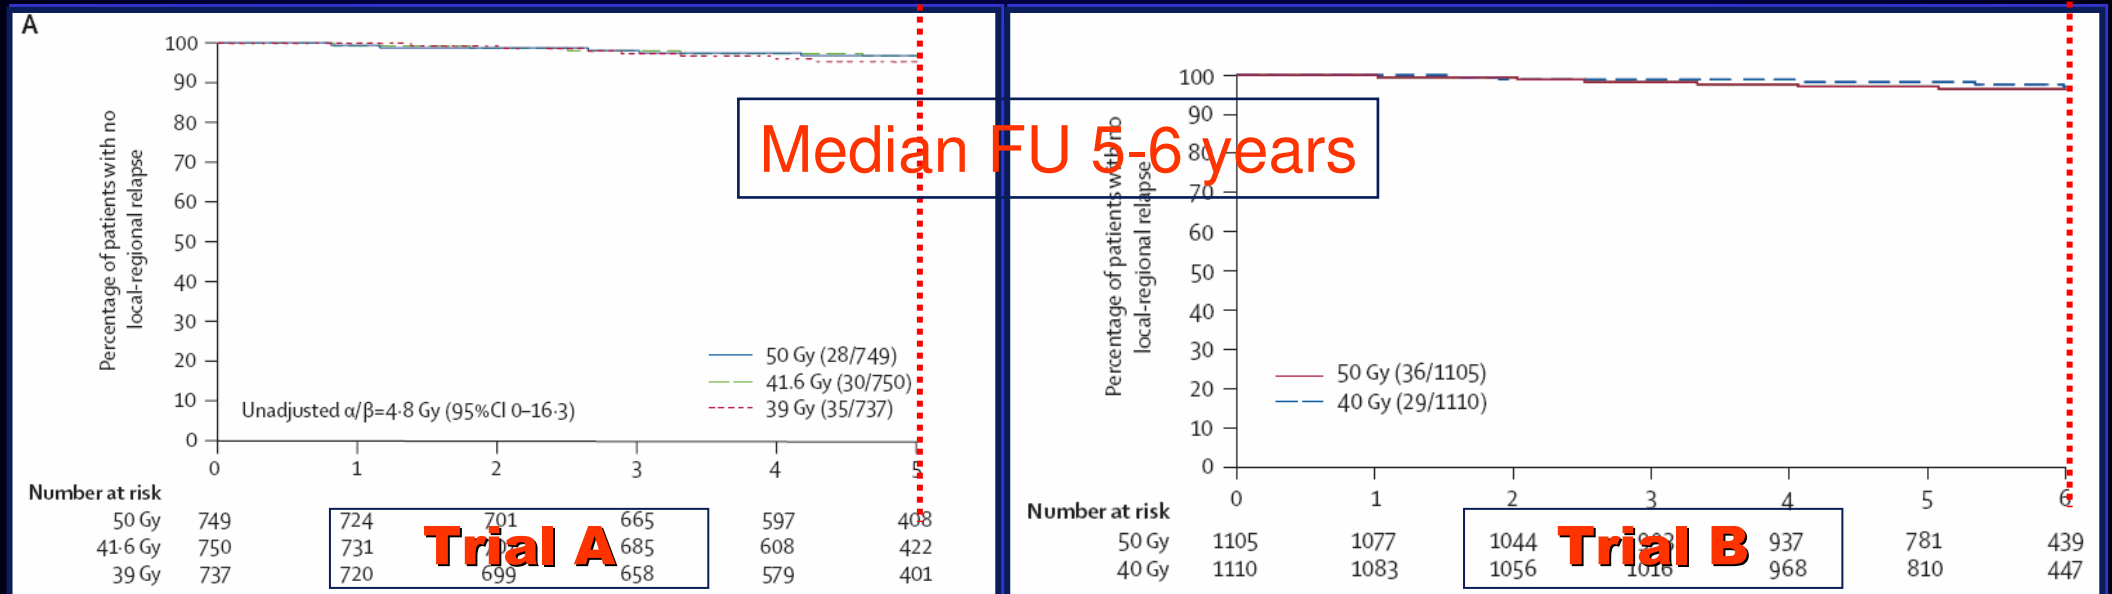 A
100
90
80
70
60
50
40
30
20
10
0
Percentage of patients with no
local-regional relapse
50 Gy (28/749)
41.6 Gy (30/750)
39 Gy (35/737)
Unadjusted α/β=4·8 Gy (95%CI 0–16·3)
0 1 2 3 4 5
Number at risk
50 Gy 749 724 701 665 597 408
41·6 Gy 750 731 685 608 422
39 Gy 737 720 699 658 579 401
Trial A
Median FU 5-6 years
100
90
80
70
60
50
40
30
20
10
0
Percentage of patients with no
local-regional relapse
50 Gy (36/1105)
40 Gy (29/1110)
0 1 2 3 4 5 6
Number at risk
50 Gy 1105 1077 1044 937 781 439
40 Gy 1110 1083 1056 1016 968 810 447
Trial B